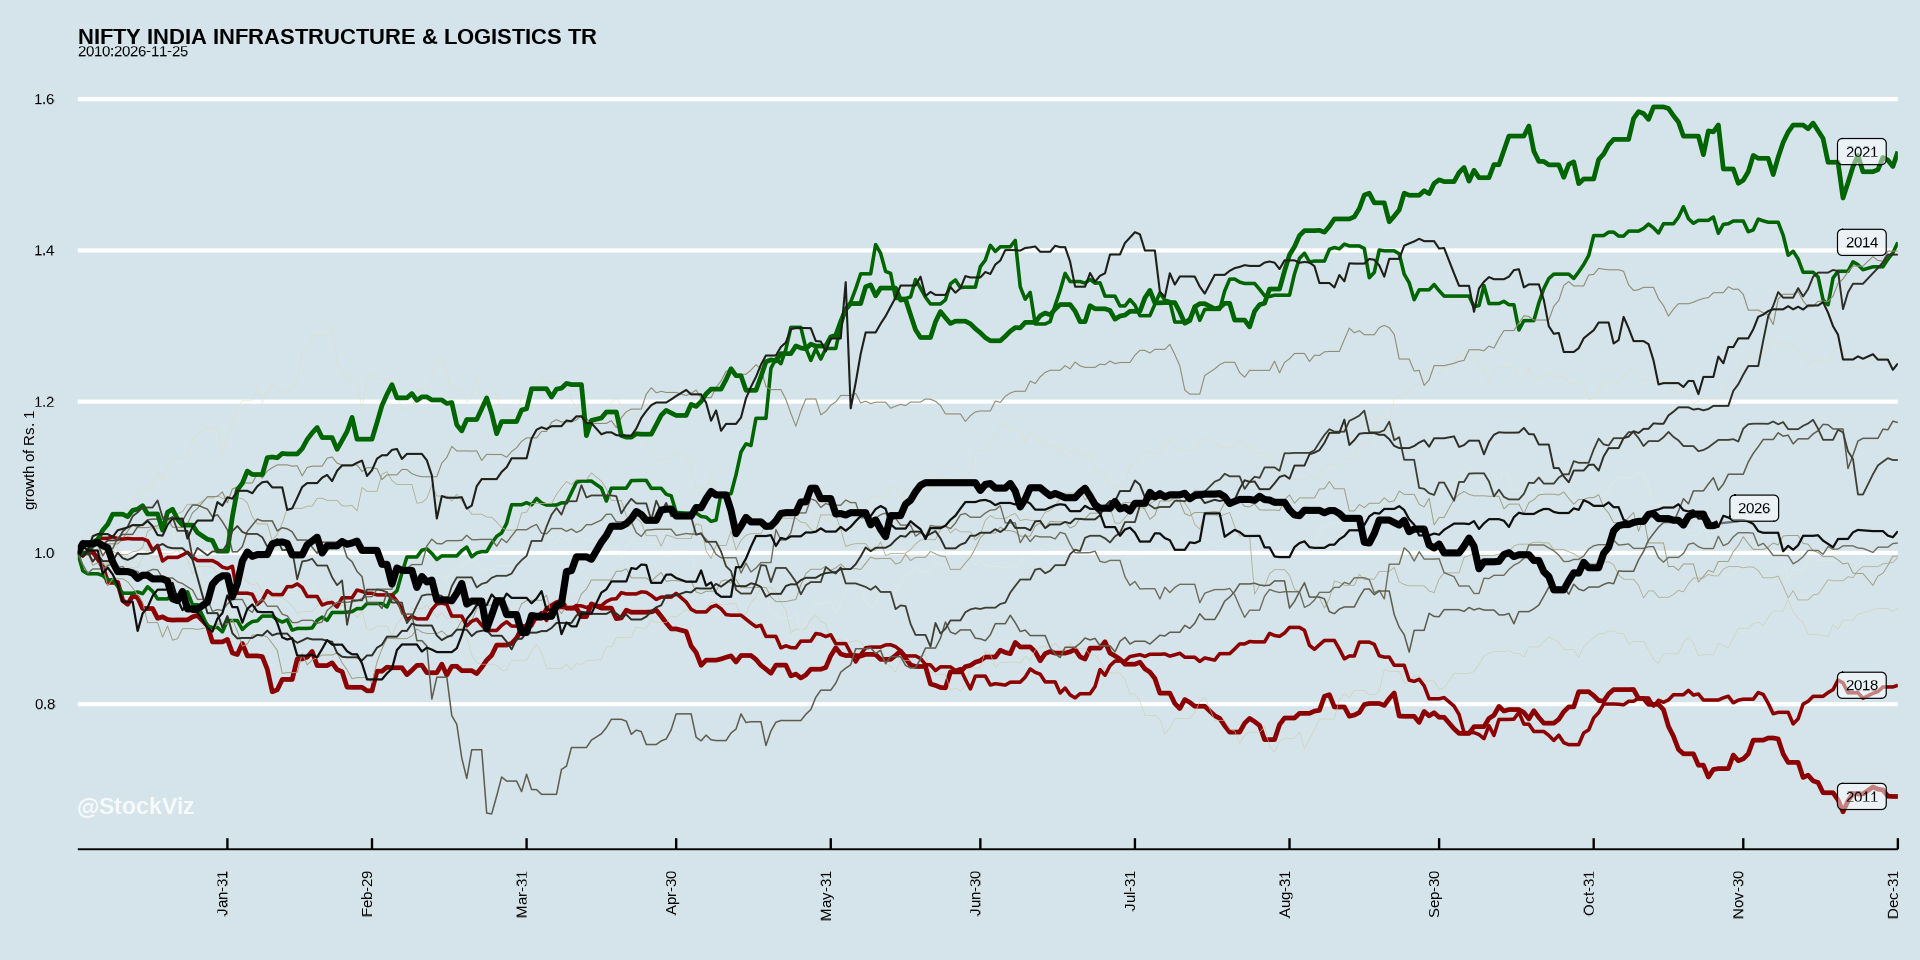 NIFTY INDIA INFRASTRUCTURE & LOGISTICS TR
2010:2026-11-25
growth of Rs. 1
1.6
1.4
1.2
1.0
0.8
2021
2014
2026
2018
2011
@StockViz
Jan-31
Feb-29
Mar-31
Apr-30
May-31
Jun-30
Jul-31
Aug-31
Sep-30
Oct-31
Nov-30
Dec-31